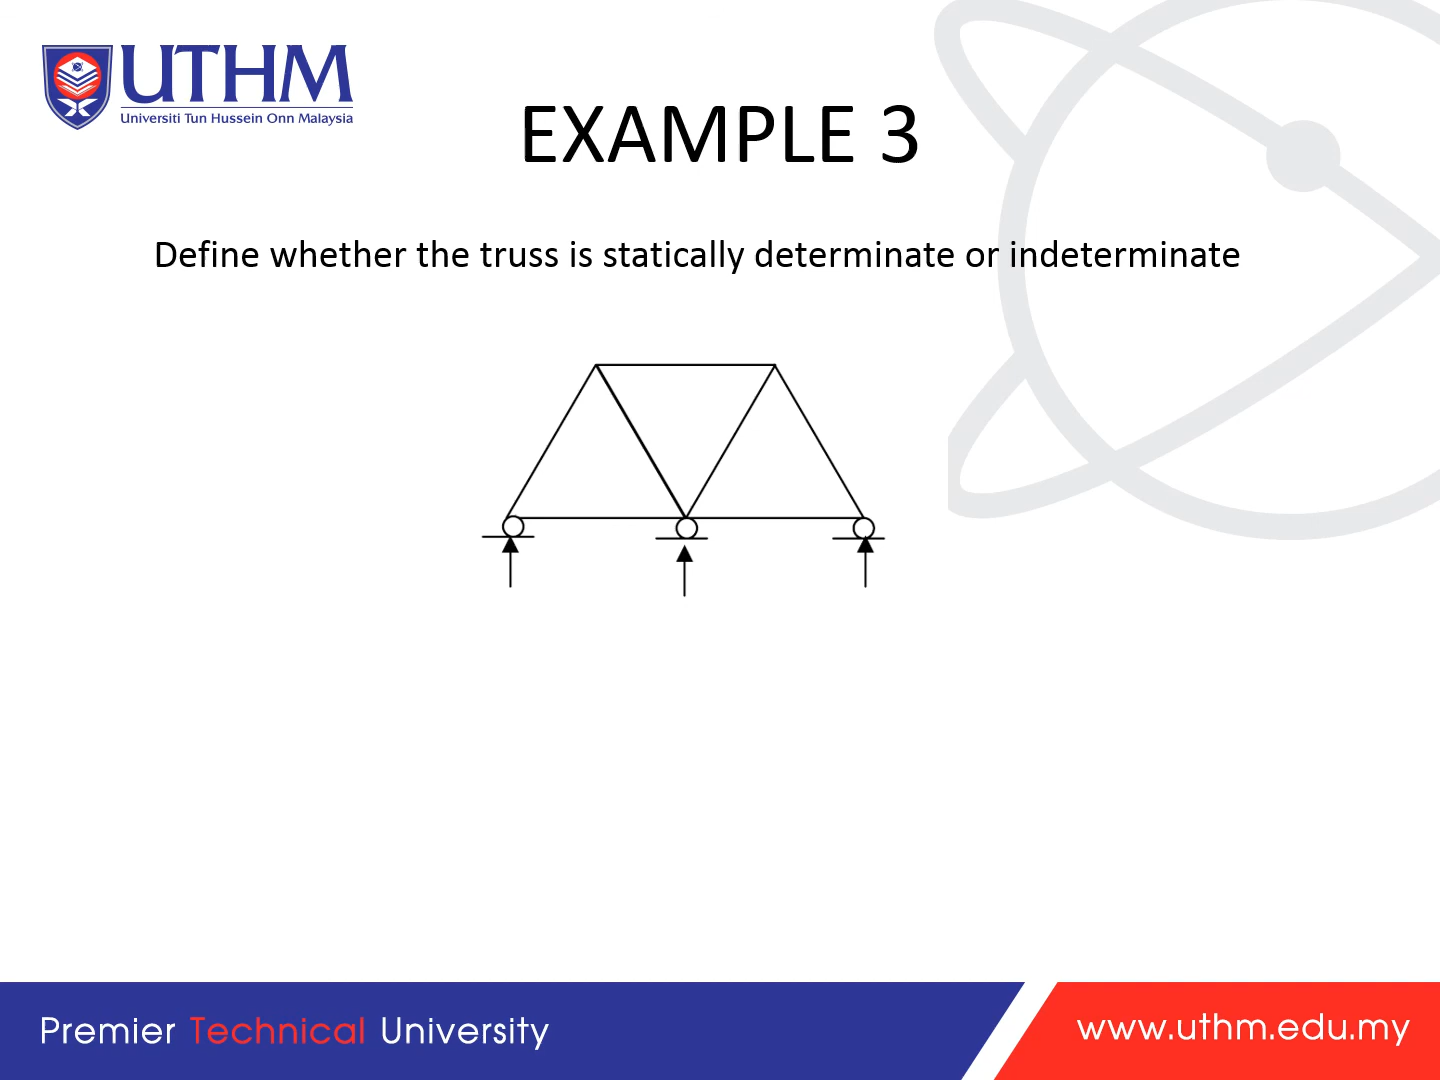 UTHM
Universiti Tun Hussein Onn Malaysia
EXAMPLE 3
Define whether the truss is statically determinate or indeterminate
Premier Technical University
www.uthm.edu.my